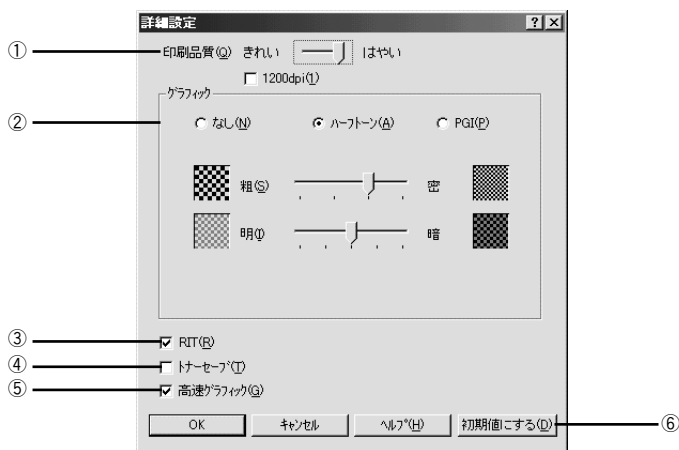 詳細設定
① 印刷品質(Q) きれい はやい
1200dpi(1)
グラフィック
② なし(N) ハーフトーン(A) PGI(P)
粗(S) 密
明(I) 暗
③ RIT(R)
④ トナーセーブ(T)
⑤ 高速グラフィック(G)
OK キャンセル ヘルプ(H) 初期値にする(D) ⑥